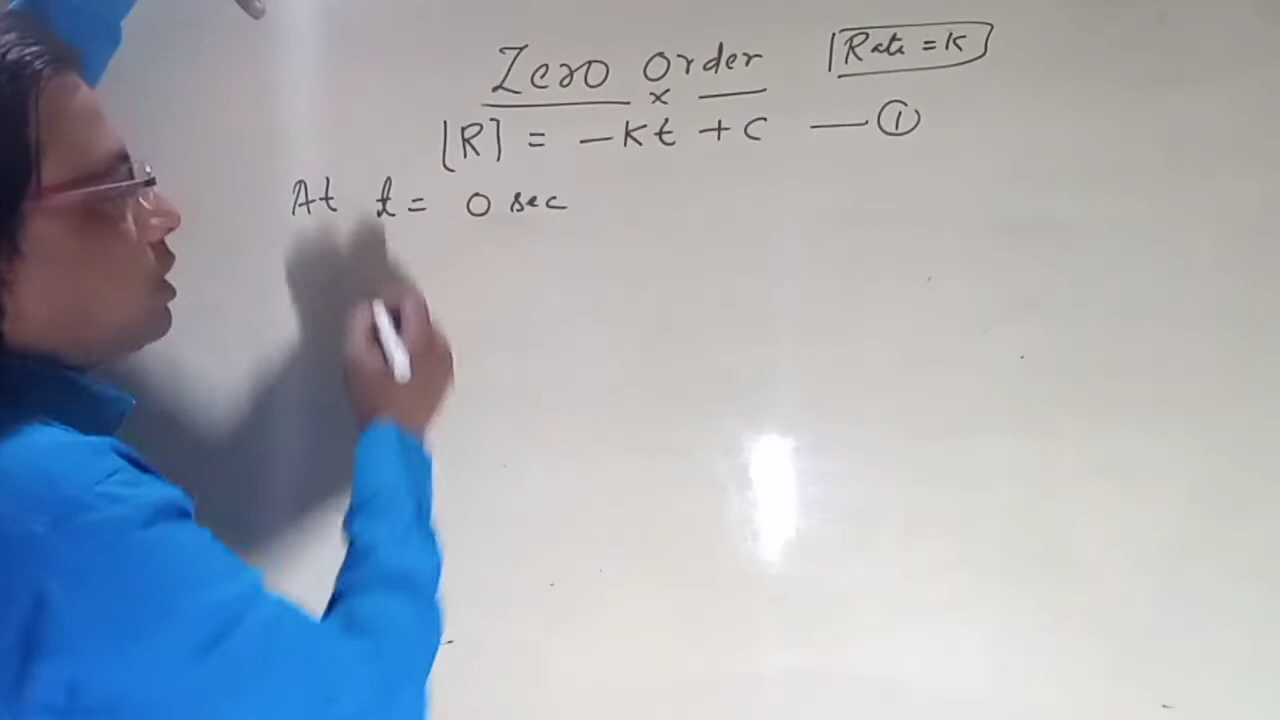 Zero order
Rate = K
[R] = -Kt + C — ①
At t = 0 sec